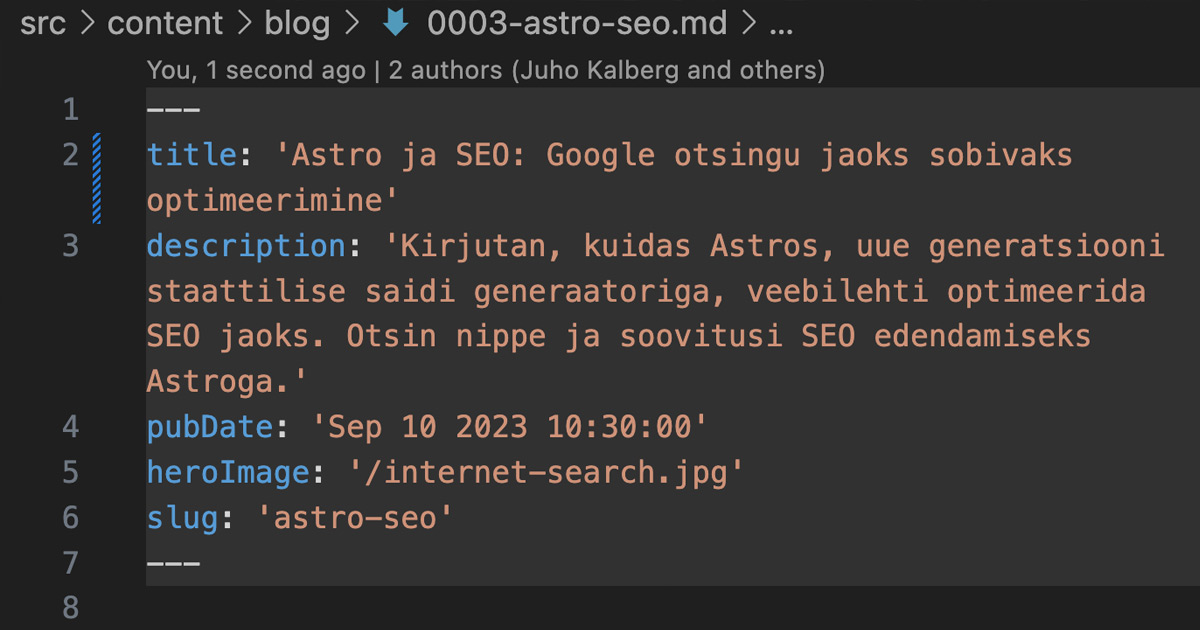 src > content > blog > 0003-astro-seo.md > ...
You, 1 second ago | 2 authors (Juho Kalberg and others)
1 ---
2 title: 'Astro ja SEO: Google otsingu jaoks sobivaks
optimeerimine'
3 description: 'Kirjutan, kuidas Astros, uue generatsiooni
staattilise saidi generaatoriga, veebilehti optimeerida
SEO jaoks. Otsin nippe ja soovitusi SEO edendamiseks
Astroga.'
4 pubDate: 'Sep 10 2023 10:30:00'
5 heroImage: '/internet-search.jpg'
6 slug: 'astro-seo'
7 ---
8